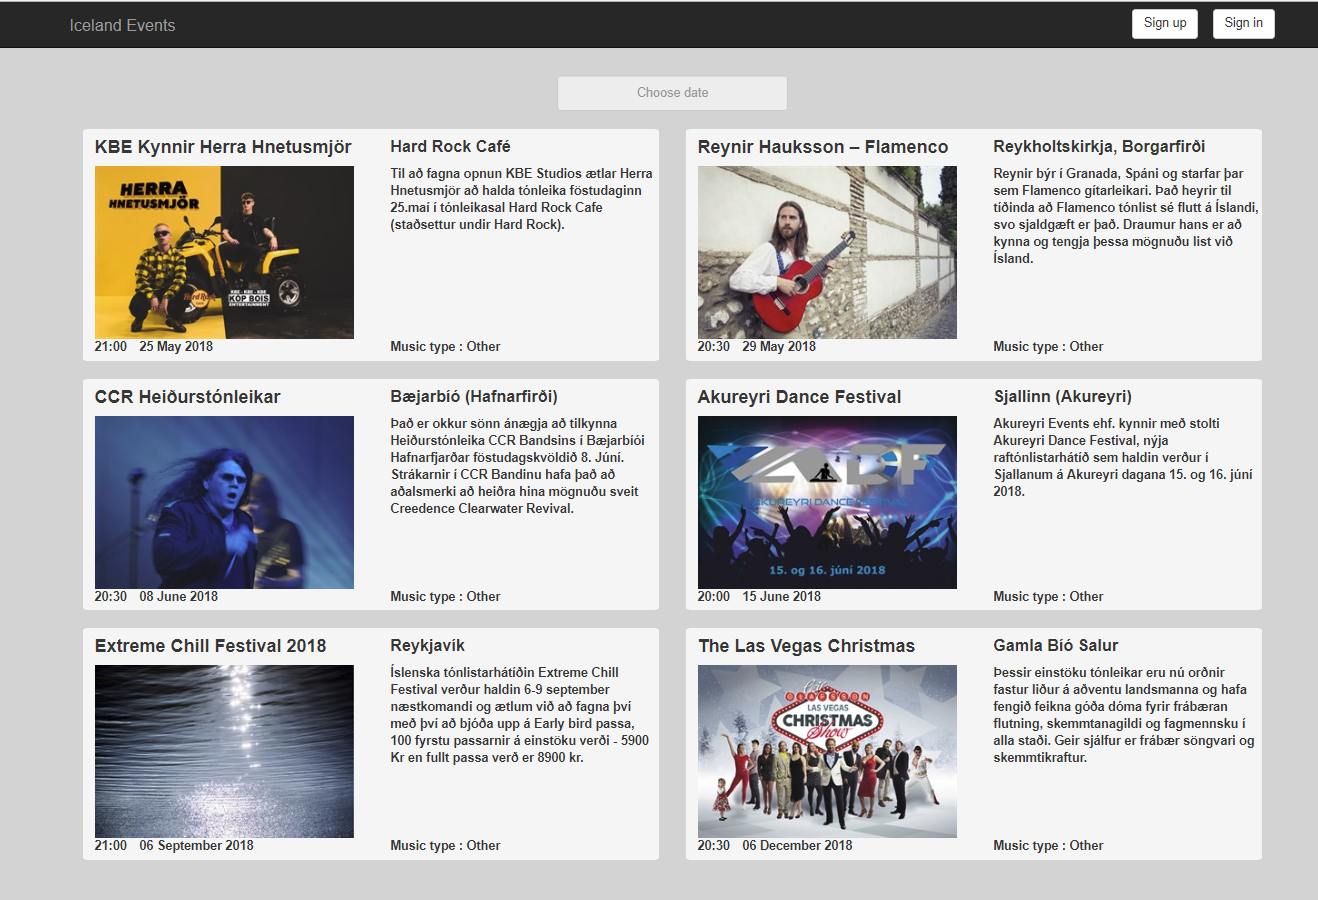 Iceland Events
Sign up
Sign in
Choose date
KBE Kynnir Herra Hnetusmjör
HERRA
HNETUSMJÖR
Hard Rock
KBE - KBE - KBE
KÓP BOIS
ENTERTAINMENT
21:00 25 May 2018
Hard Rock Café
Til að fagna opnun KBE Studios ætlar Herra
Hnetusmjör að halda tónleika föstudaginn
25.maí í tónleikasal Hard Rock Cafe
(staðsettur undir Hard Rock).
Music type : Other
Reynir Hauksson – Flamenco
20:30 29 May 2018
Reykholtskirkja, Borgarfirði
Reynir býr í Granada, Spáni og starfar þar
sem Flamenco gítarleikari. Það heyrir til
tíðinda að Flamenco tónlist sé flutt á Íslandi,
svo sjaldgæft er það. Draumur hans er að
kynna og tengja þessa mögnuðu list við
Ísland.
Music type : Other
CCR Heiðurstónleikar
20:30 08 June 2018
Bæjarbíó (Hafnarfirði)
Það er okkur sönn ánægja að tilkynna
Heiðurstónleika CCR Bandsins í Bæjarbíói
Hafnarfjarðar föstudagskvöldið 8. Júní.
Strákarnir í CCR Bandinu hafa það að
aðalsmerki að heiðra hina mögnuðu sveit
Creedence Clearwater Revival.
Music type : Other
Akureyri Dance Festival
ADF
AKUREYRI DANCE FESTIVAL
15. og 16. júní 2018
20:00 15 June 2018
Sjallinn (Akureyri)
Akureyri Events ehf. kynnir með stolti
Akureyri Dance Festival, nýja
raftónlistarhátíð sem haldin verður í
Sjallanum á Akureyri dagana 15. og 16. júní
2018.
Music type : Other
Extreme Chill Festival 2018
21:00 06 September 2018
Reykjavík
Íslenska tónlistarhátíðin Extreme Chill
Festival verður haldin 6-9 september
næstkomandi og ætlum við að fagna því
með því að bjóða upp á Early bird passa,
100 fyrstu passarnir á einstöku verði - 5900
Kr en fullt passa verð er 8900 kr.
Music type : Other
The Las Vegas Christmas
OLAFSSON
LAS VEGAS
CHRISTMAS
Show
20:30 06 December 2018
Gamla Bíó Salur
Þessir einstöku tónleikar eru nú orðnir
fastur liður á aðventu landsmanna og hafa
fengið feikna góða dóma fyrir frábæran
flutning, skemmtanagildi og fagmennsku í
alla staði. Geir sjálfur er frábær söngvari og
skemmtikraftur.
Music type : Other